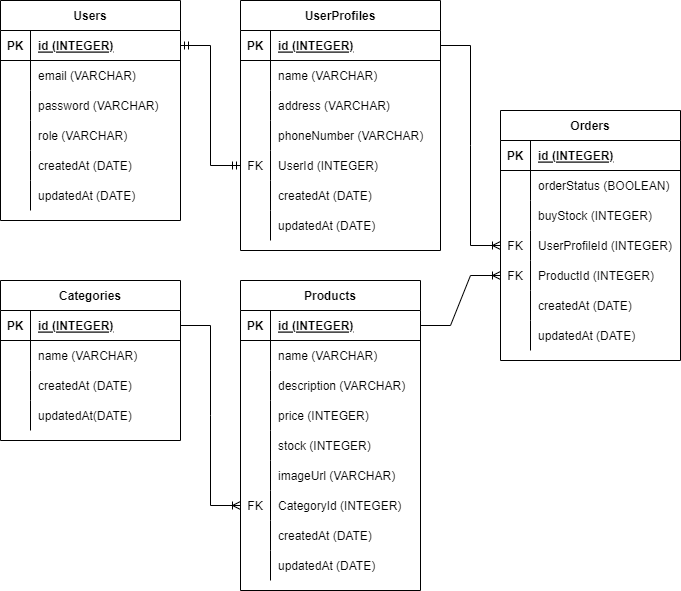 Users
PK id (INTEGER)
email (VARCHAR)
password (VARCHAR)
role (VARCHAR)
createdAt (DATE)
updatedAt (DATE)
UserProfiles
PK id (INTEGER)
name (VARCHAR)
address (VARCHAR)
phoneNumber (VARCHAR)
FK UserId (INTEGER)
createdAt (DATE)
updatedAt (DATE)
Orders
PK id (INTEGER)
orderStatus (BOOLEAN)
buyStock (INTEGER)
FK UserProfileId (INTEGER)
FK ProductId (INTEGER)
createdAt (DATE)
updatedAt (DATE)
Categories
PK id (INTEGER)
name (VARCHAR)
createdAt (DATE)
updatedAt(DATE)
Products
PK id (INTEGER)
name (VARCHAR)
description (VARCHAR)
price (INTEGER)
stock (INTEGER)
imageUrl (VARCHAR)
FK CategoryId (INTEGER)
createdAt (DATE)
updatedAt (DATE)